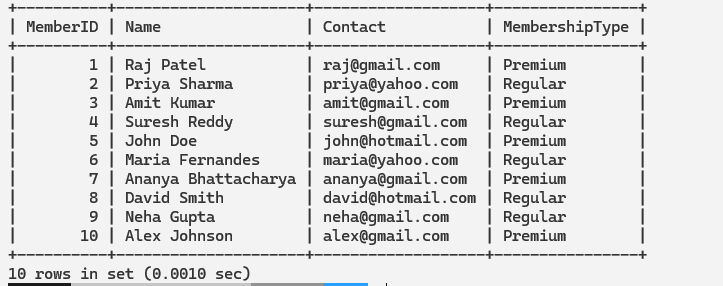 +----------+---------------------+-------------------+----------------+
| MemberID | Name                | Contact           | MembershipType |
+----------+---------------------+-------------------+----------------+
|        1 | Raj Patel           | raj@gmail.com     | Premium        |
|        2 | Priya Sharma        | priya@yahoo.com   | Regular        |
|        3 | Amit Kumar          | amit@gmail.com    | Premium        |
|        4 | Suresh Reddy        | suresh@gmail.com  | Regular        |
|        5 | John Doe            | john@hotmail.com  | Premium        |
|        6 | Maria Fernandes     | maria@yahoo.com   | Regular        |
|        7 | Ananya Bhattacharya | ananya@gmail.com  | Premium        |
|        8 | David Smith         | david@hotmail.com | Regular        |
|        9 | Neha Gupta          | neha@gmail.com    | Regular        |
|       10 | Alex Johnson        | alex@gmail.com    | Premium        |
+----------+---------------------+-------------------+----------------+
10 rows in set (0.0010 sec)